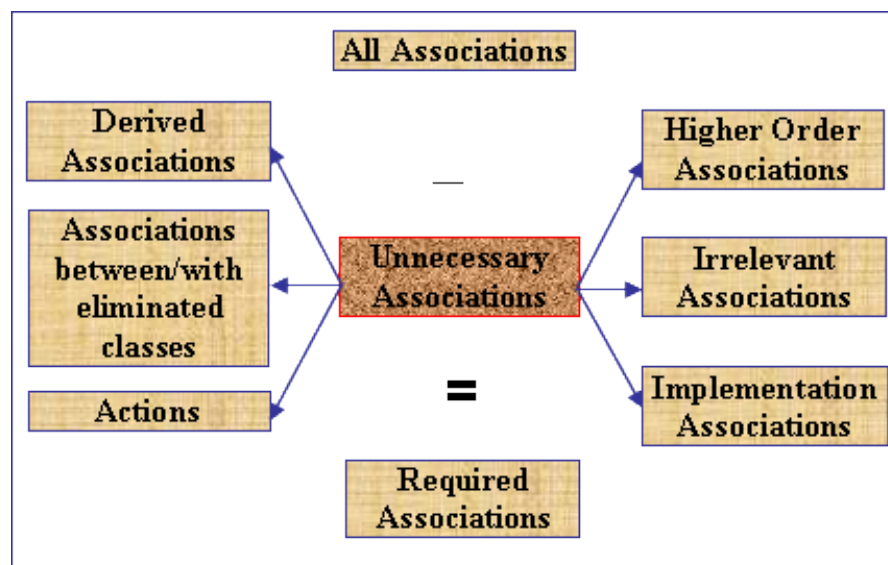 All Associations
Derived
Associations
Higher Order
Associations
–
Associations
between/with
eliminated
classes
Unnecessary
Associations
Irrelevant
Associations
Actions
=
Implementation
Associations
Required
Associations